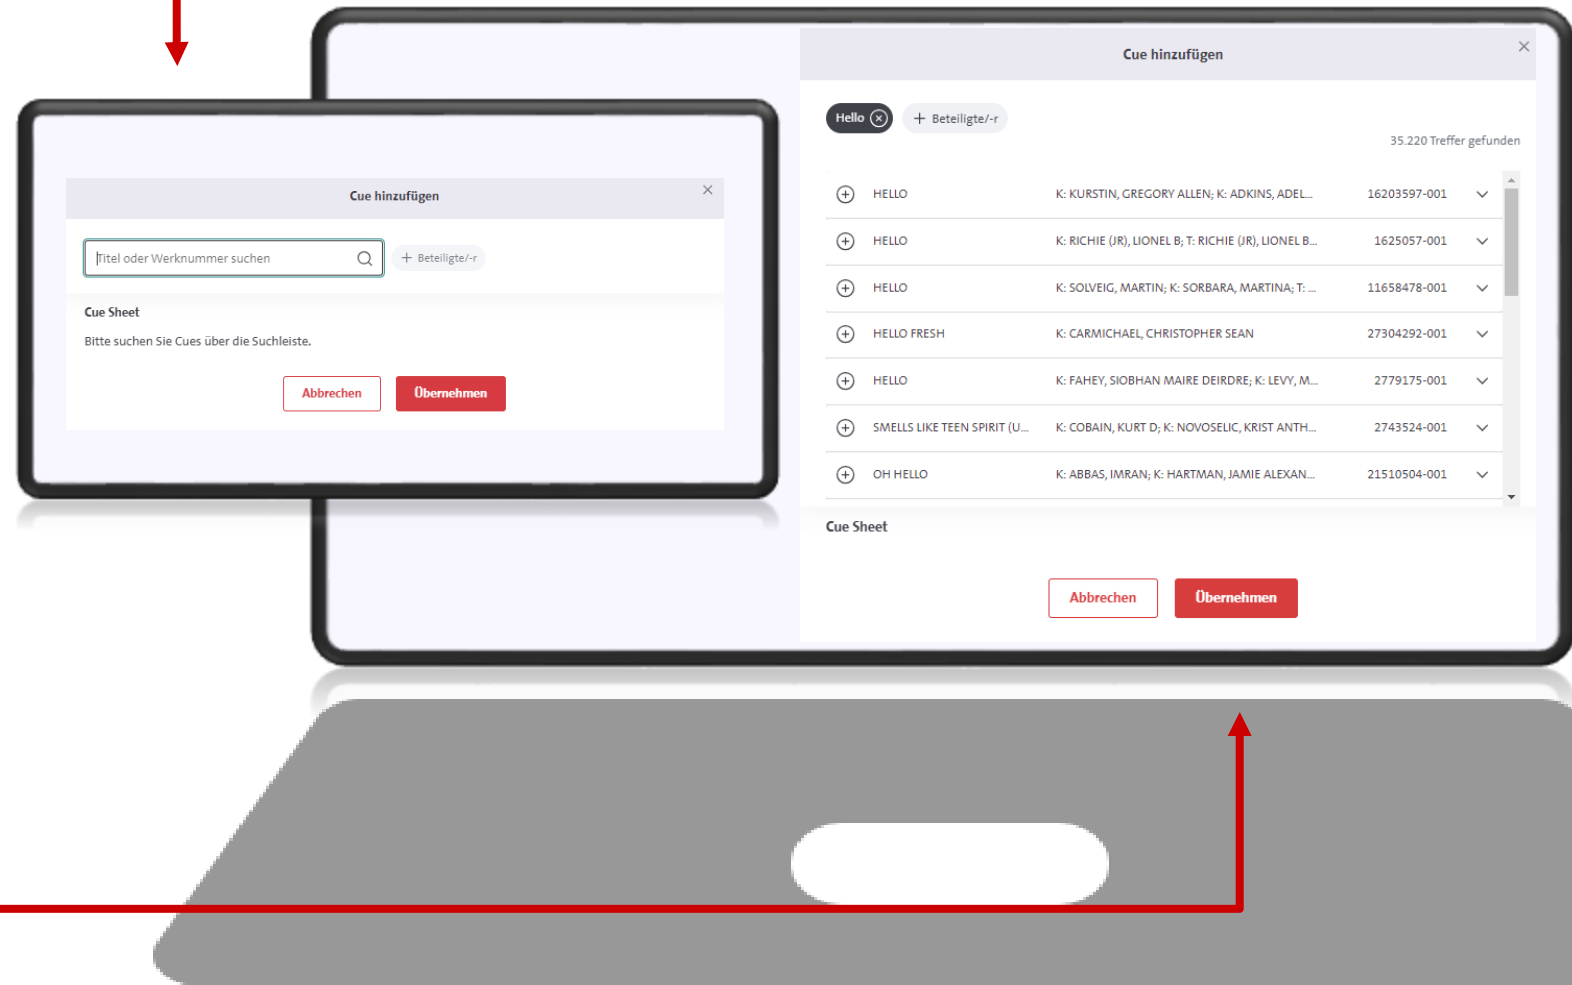 Cue hinzufügen
Titel oder Werknummer suchen
+ Beteiligte/-r
Cue Sheet
Bitte suchen Sie Cues über die Suchleiste.
Abbrechen Übernehmen
Cue hinzufügen
Hello + Beteiligte/-r
35.220 Treffer gefunden
HELLO K: KURSTIN, GREGORY ALLEN; K: ADKINS, ADEL... 16203597-001
HELLO K: RICHIE (JR), LIONEL B; T: RICHIE (JR), LIONEL B... 1625057-001
HELLO K: SOLVEIG, MARTIN; K: SORBARA, MARTINA; T: ... 11658478-001
HELLO FRESH K: CARMICHAEL, CHRISTOPHER SEAN 27304292-001
HELLO K: FAHEY, SIOBHAN MAIRE DEIRDRE; K: LEVY, M... 2779175-001
SMELLS LIKE TEEN SPIRIT (U... K: COBAIN, KURT D; K: NOVOSELIC, KRIST ANTH... 2743524-001
OH HELLO K: ABBAS, IMRAN; K: HARTMAN, JAMIE ALEXAN... 21510504-001
Cue Sheet
Abbrechen Übernehmen